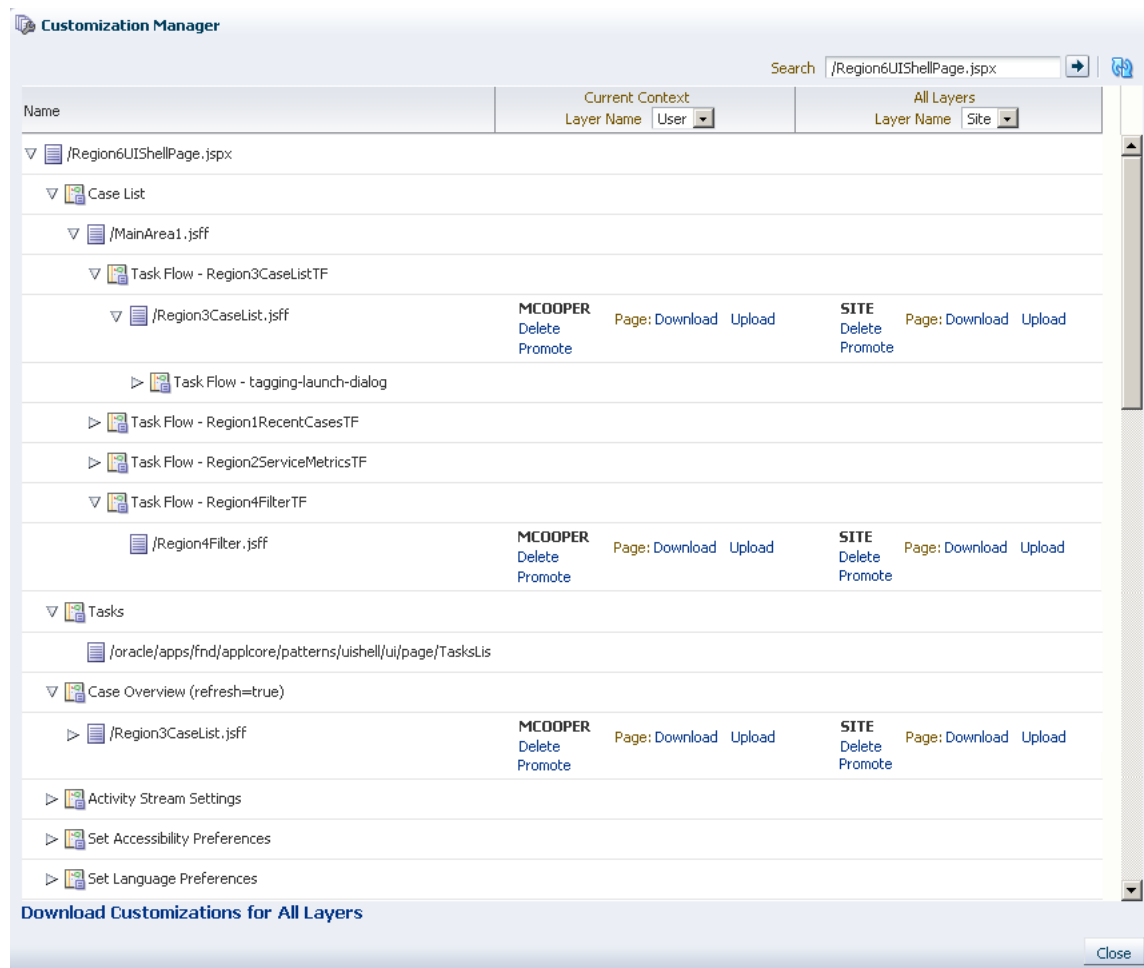 Customization Manager
Search /Region6UIShellPage.jspx
Name
Current Context
Layer Name User
All Layers
Layer Name Site
/Region6UIShellPage.jspx
Case List
/MainArea1.jsff
Task Flow - Region3CaseListTF
/Region3CaseList.jsff
MCOOPER
Delete
Promote
Page: Download Upload
SITE
Delete
Promote
Page: Download Upload
Task Flow - tagging-launch-dialog
Task Flow - Region1RecentCasesTF
Task Flow - Region2ServiceMetricsTF
Task Flow - Region4FilterTF
/Region4Filter.jsff
MCOOPER
Delete
Promote
Page: Download Upload
SITE
Delete
Promote
Page: Download Upload
Tasks
/oracle/apps/fnd/applcore/patterns/uishell/ui/page/TasksLis
Case Overview (refresh=true)
/Region3CaseList.jsff
MCOOPER
Delete
Promote
Page: Download Upload
SITE
Delete
Promote
Page: Download Upload
Activity Stream Settings
Set Accessibility Preferences
Set Language Preferences
Download Customizations for All Layers
Close